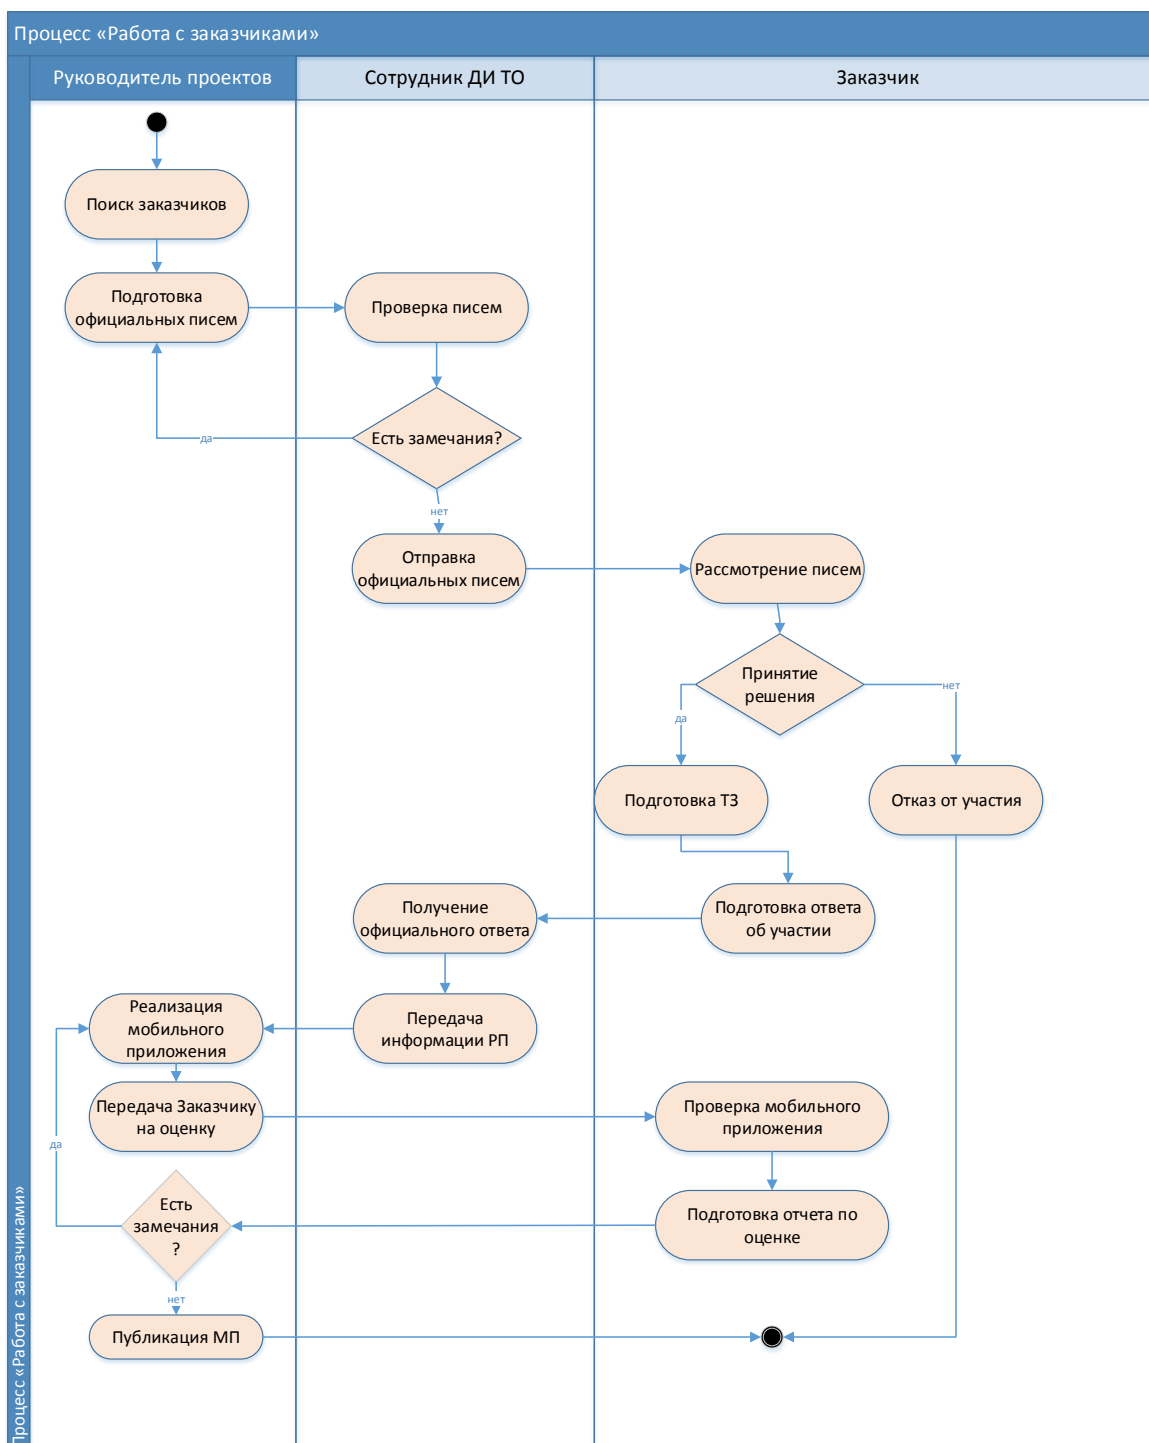 Процесс «Работа с заказчиками»
Руководитель проектов
Сотрудник ДИ ТО
Заказчик
Поиск заказчиков
Подготовка
официальных писем
Проверка писем
Есть замечания?
да
нет
Отправка
официальных писем
Рассмотрение писем
Принятие
решения
нет
да
Подготовка ТЗ
Отказ от участия
Получение
официального ответа
Подготовка ответа
об участии
Реализация
мобильного
приложения
Передача
информации РП
Передача Заказчику
на оценку
Проверка мобильного
приложения
да
Есть
замечания
?
Подготовка отчета по
оценке
нет
Публикация МП
Процесс «Работа с заказчиками»